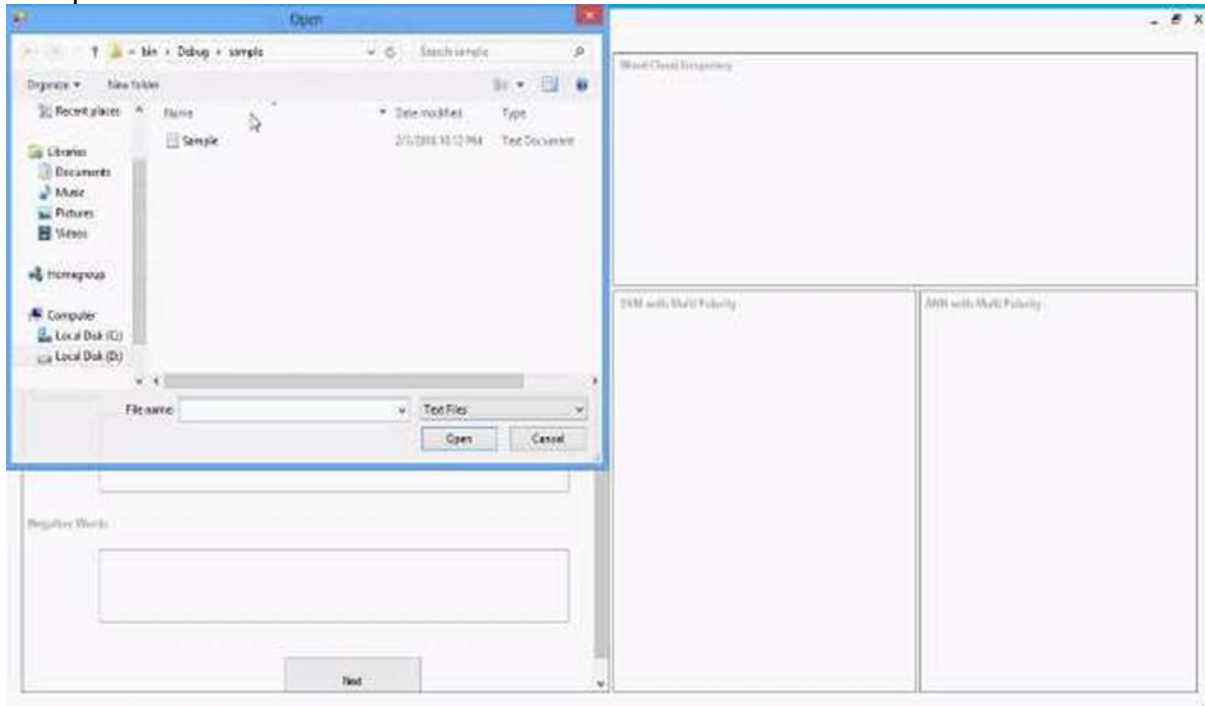 Open
bin › Debug › sample
Search sample
Organize
New folder
Recent places
Name
Date modified
Type
Sample
Text Document
Libraries
Documents
Music
Pictures
Videos
Homegroup
Computer
Local Disk (C:)
Local Disk (D:)
File name
Text Files
Open
Cancel
Word Cloud Frequency
SVM with Multi Polarity
ANN with Multi Polarity
Negative Words
Next